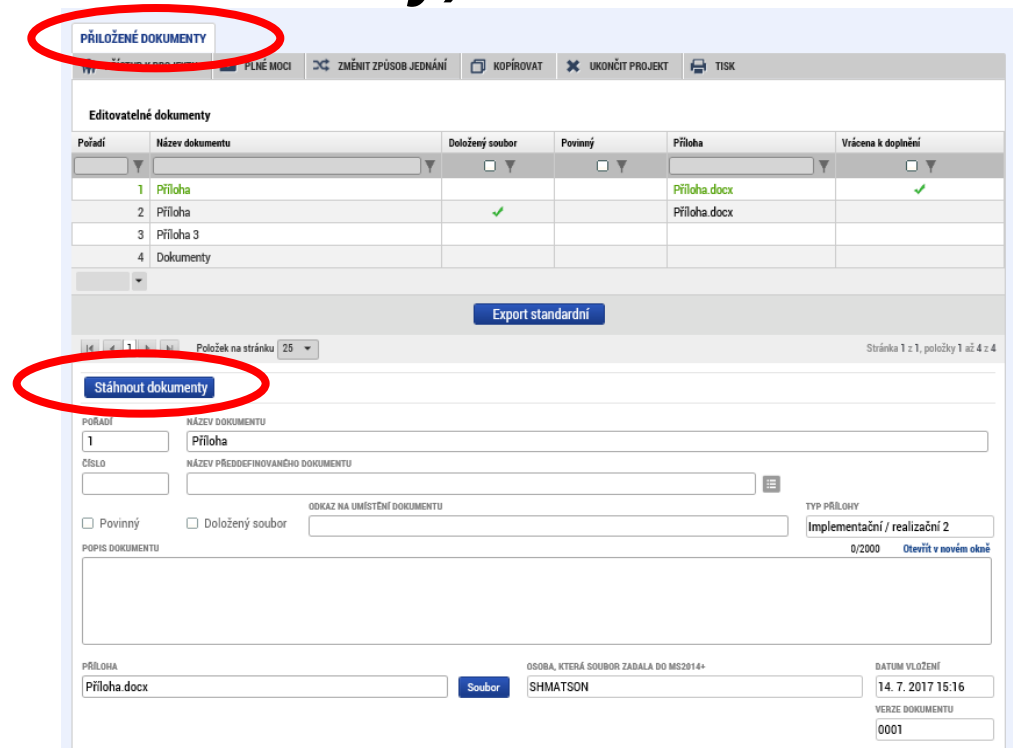 PŘILOŽENÉ DOKUMENTY
PLNÉ MOCI ZMĚNIT ZPŮSOB JEDNÁNÍ KOPÍROVAT UKONČIT PROJEKT TISK
Editovatelné dokumenty
Pořadí Název dokumentu Doložený soubor Povinný Příloha Vrácena k doplnění
1 Příloha Příloha.docx
2 Příloha Příloha.docx
3 Příloha 3
4 Dokumenty
Export standardní
1 Položek na stránku 25 Stránka 1 z 1, položky 1 až 4 z 4
Stáhnout dokumenty
POŘADÍ NÁZEV DOKUMENTU
1 Příloha
ČÍSLO NÁZEV PŘEDDEFINOVANÉHO DOKUMENTU
ODKAZ NA UMÍSTĚNÍ DOKUMENTU TYP PŘÍLOHY
Povinný Doložený soubor Implementační / realizační 2
POPIS DOKUMENTU 0/2000 Otevřít v novém okně
PŘÍLOHA OSOBA, KTERÁ SOUBOR ZADALA DO MS2014+ DATUM VLOŽENÍ
Příloha.docx Soubor SHMATSON 14. 7. 2017 15:16
VERZE DOKUMENTU
0001